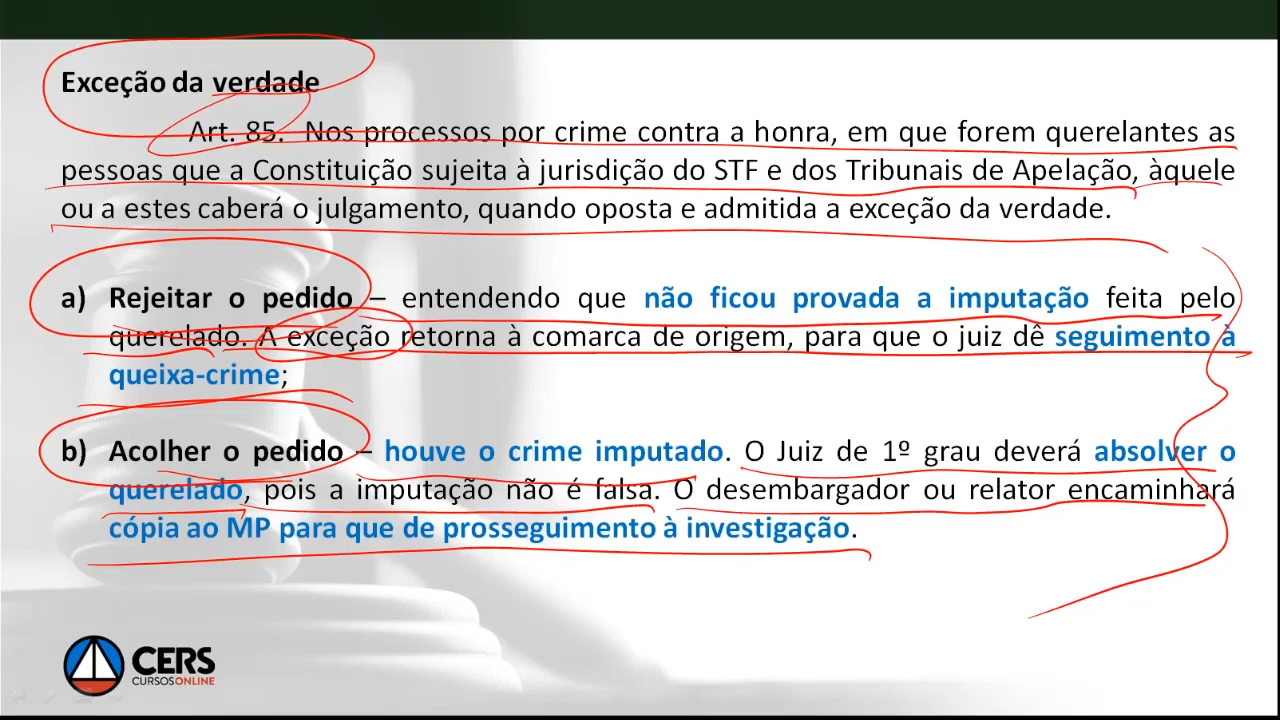 Exceção da verdade
Art. 85. Nos processos por crime contra a honra, em que forem querelantes as
pessoas que a Constituição sujeita à jurisdição do STF e dos Tribunais de Apelação, àquele
ou a estes caberá o julgamento, quando oposta e admitida a exceção da verdade.
a) Rejeitar o pedido – entendendo que não ficou provada a imputação feita pelo
querelado. A exceção retorna à comarca de origem, para que o juiz dê seguimento à
queixa-crime;
b) Acolher o pedido – houve o crime imputado. O Juiz de 1º grau deverá absolver o
querelado, pois a imputação não é falsa. O desembargador ou relator encaminhará
cópia ao MP para que de prosseguimento à investigação.
CERS
CURSOS ONLINE